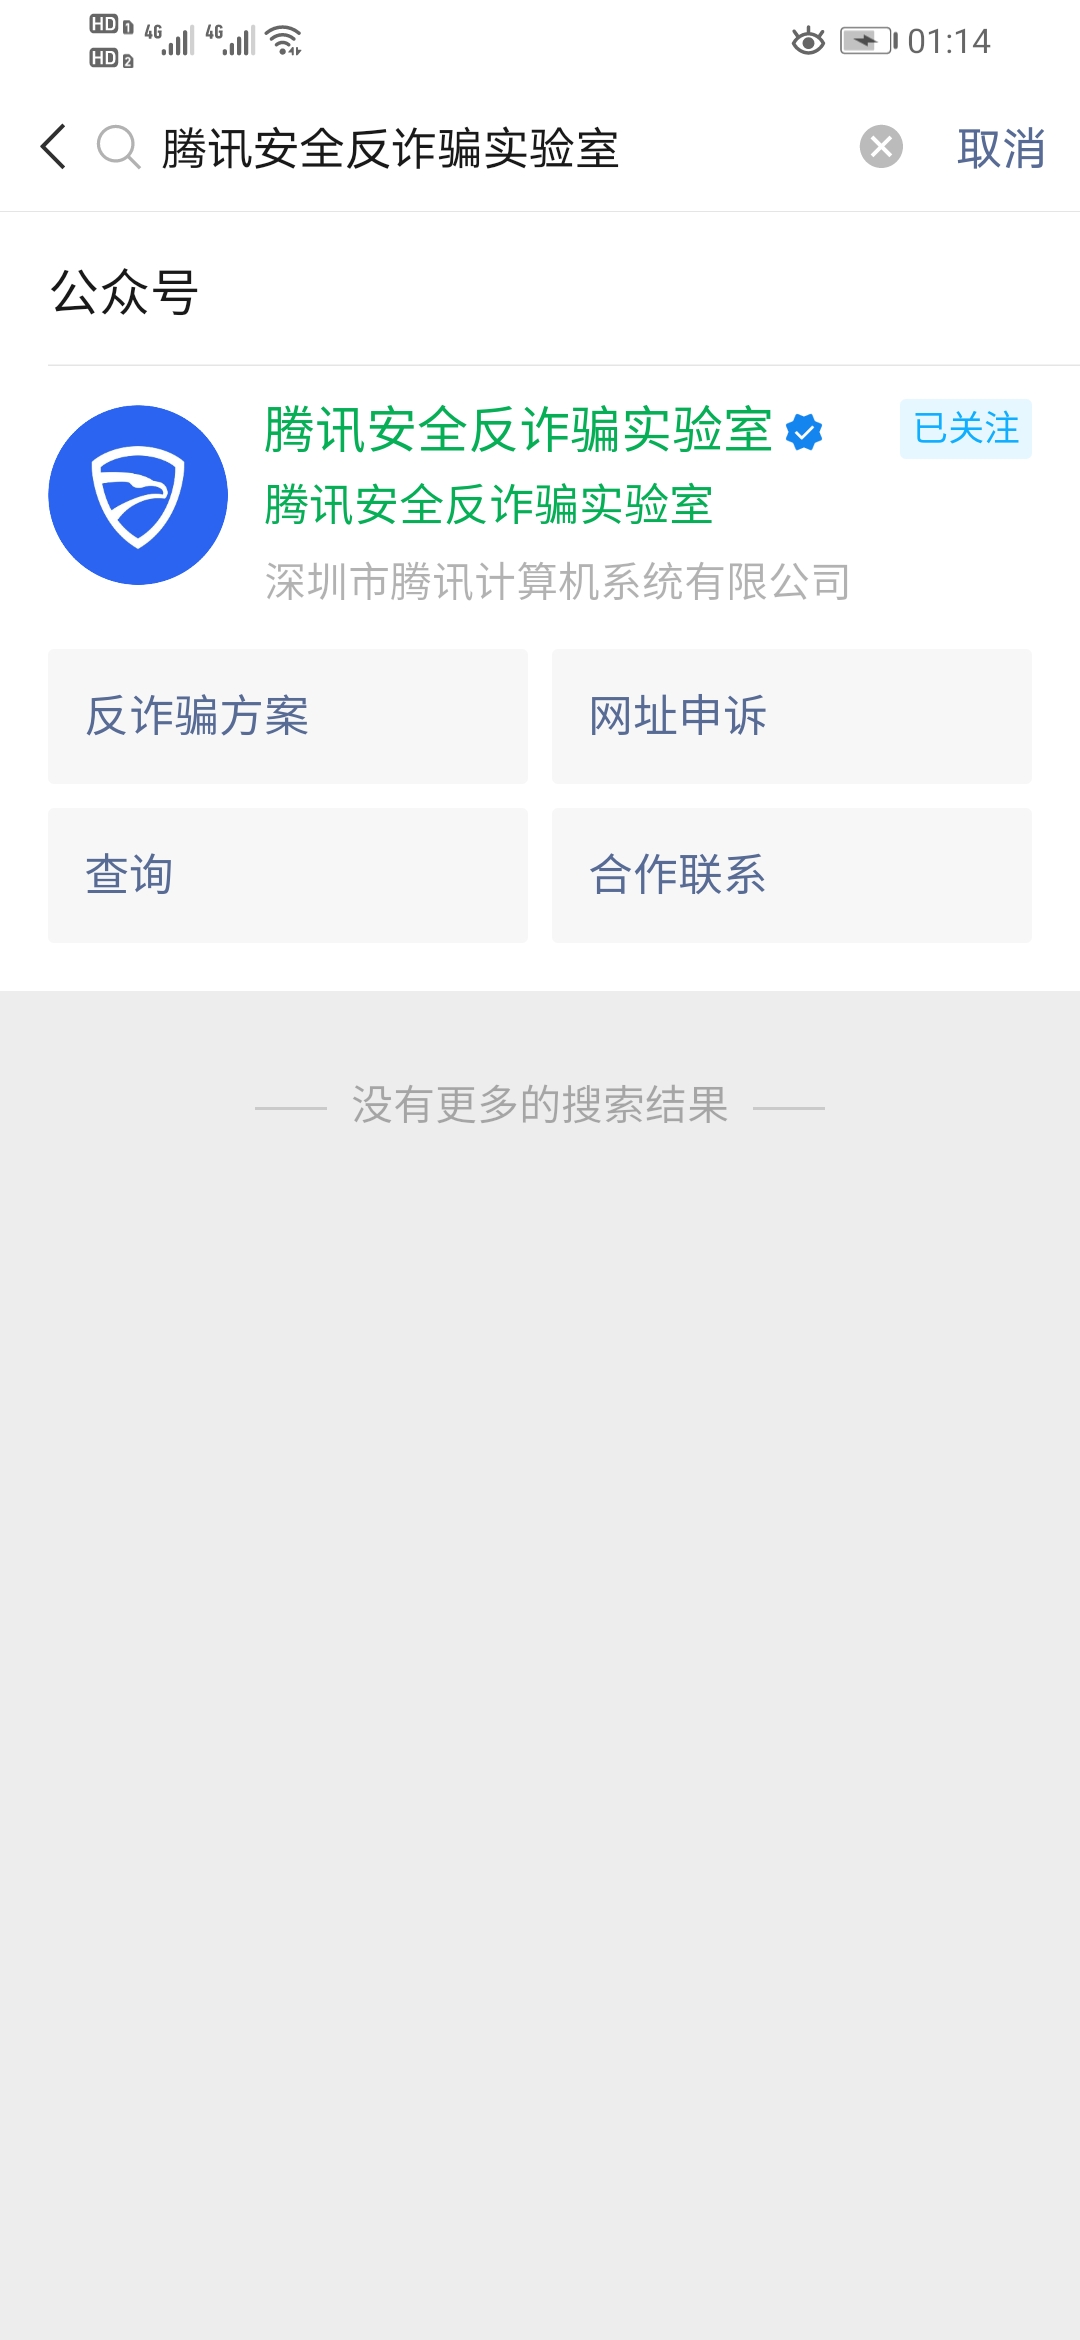 HD 1 4G 4G
HD 2
01:14
腾讯安全反诈骗实验室
取消
公众号
腾讯安全反诈骗实验室
已关注
腾讯安全反诈骗实验室
深圳市腾讯计算机系统有限公司
反诈骗方案
网址申诉
查询
合作联系
没有更多的搜索结果